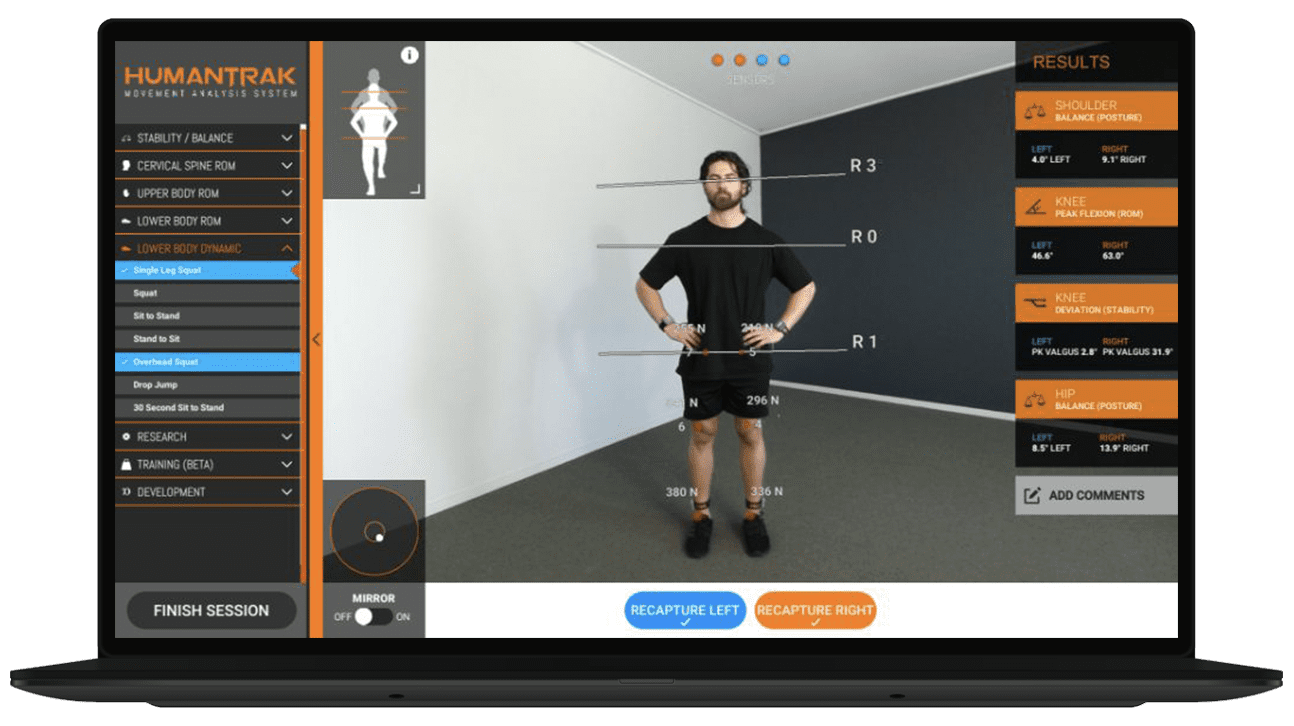 HUMANTRAK
MOVEMENT ANALYSIS SYSTEM
STABILITY / BALANCE
CERVICAL SPINE ROM
UPPER BODY ROM
LOWER BODY ROM
LOWER BODY DYNAMIC
Single Leg Squat
Squat
Sit to Stand
Stand to Sit
Overhead Squat
Drop Jump
30 Second Sit to Stand
RESEARCH
TRAINING (BETA)
DEVELOPMENT
FINISH SESSION
i
MIRROR
OFF ON
SENSORS
R 3
R 0
255 N 219 N
R 1
7 5
N 296 N
6 4
380 N 336 N
RECAPTURE LEFT
RECAPTURE RIGHT
RESULTS
SHOULDER
BALANCE (POSTURE)
LEFT RIGHT
4.0° LEFT 9.1° RIGHT
KNEE
PEAK FLEXION (ROM)
LEFT RIGHT
46.6° 63.0°
KNEE
DEVIATION (STABILITY)
LEFT RIGHT
PK VALGUS 2.8° PK VALGUS 31.9°
HIP
BALANCE (POSTURE)
LEFT RIGHT
8.5° LEFT 13.9° RIGHT
ADD COMMENTS